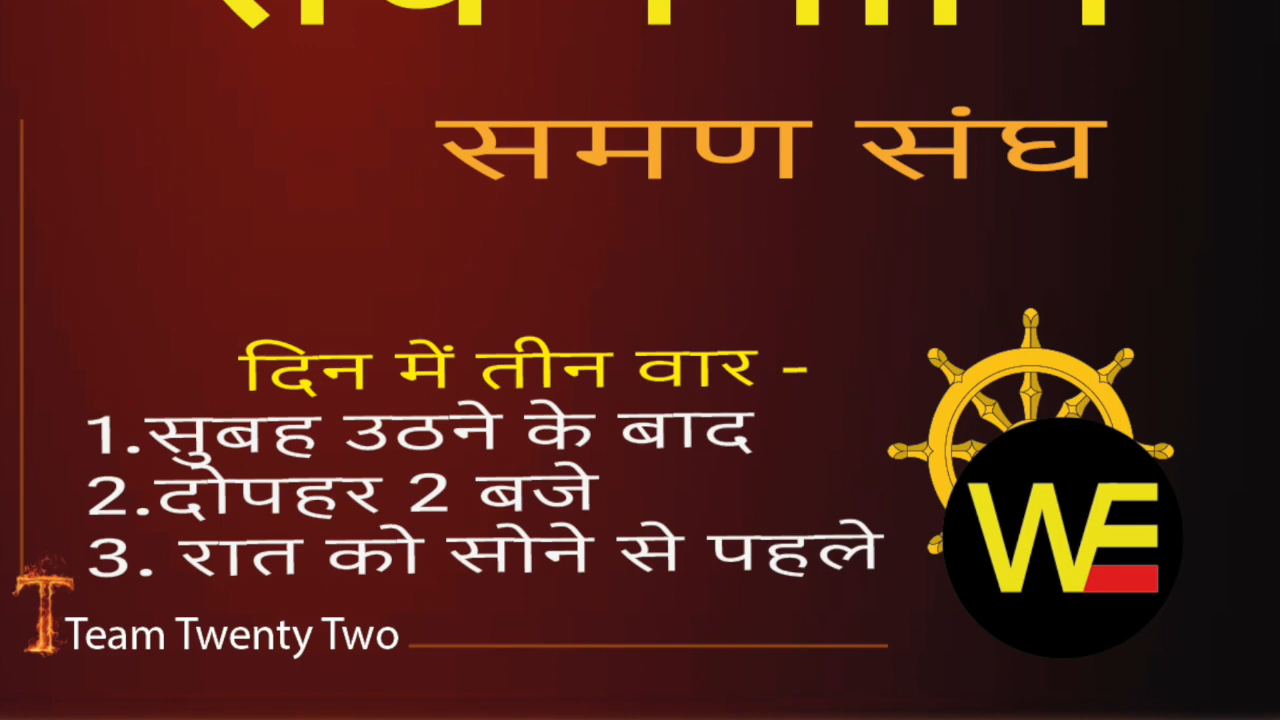 समण संघ
दिन में तीन वार -
1.सुबह उठने के बाद
2.दोपहर 2 बजे
3. रात को सोने से पहले
T
Team Twenty Two
WE